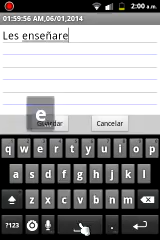 2:00 a.m.
01:59:56 AM,06/01,2014
Les enseñare
e
Guardar
Cancelar
q w e r t y u i o p
a s d f g h j k l
z x c v b n m
?123 .